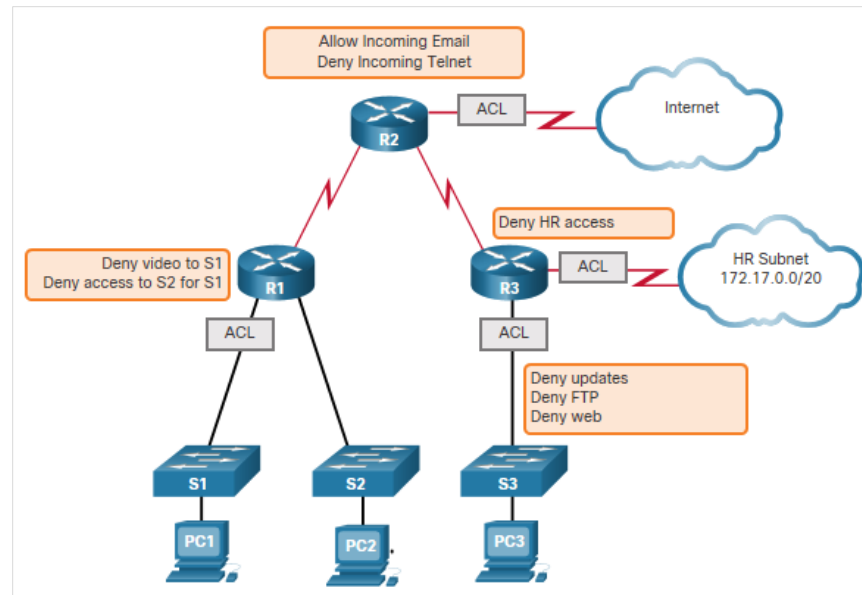 Allow Incoming Email
Deny Incoming Telnet
ACL
Internet
R2
Deny HR access
Deny video to S1
Deny access to S2 for S1
R1
R3
ACL
HR Subnet
172.17.0.0/20
ACL
ACL
Deny updates
Deny FTP
Deny web
S1
S2
S3
PC1
PC2
PC3